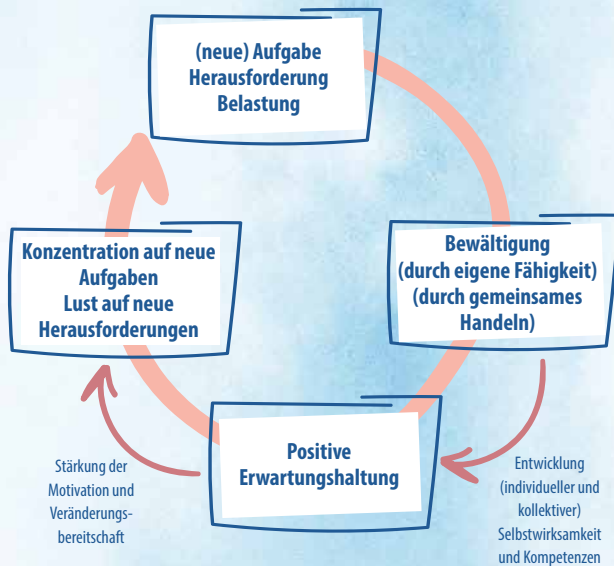 (neue) Aufgabe
Herausforderung
Belastung
Bewältigung
(durch eigene Fähigkeit)
(durch gemeinsames
Handeln)
Entwicklung
(individueller und
kollektiver)
Selbstwirksamkeit
und Kompetenzen
Positive
Erwartungshaltung
Stärkung der
Motivation und
Veränderungs-
bereitschaft
Konzentration auf neue
Aufgaben
Lust auf neue
Herausforderungen